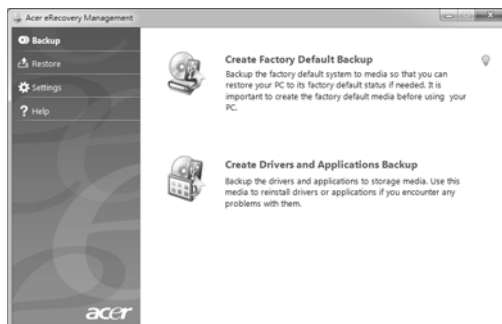 Acer eRecovery Management
Backup
Restore
Settings
Help
Create Factory Default Backup
Backup the factory default system to media so that you can
restore your PC to its factory default status if needed. It is
important to create the factory default media before using your
PC.
Create Drivers and Applications Backup
Backup the drivers and applications to storage media. Use this
media to reinstall drivers or applications if you encounter any
problems with them.
acer